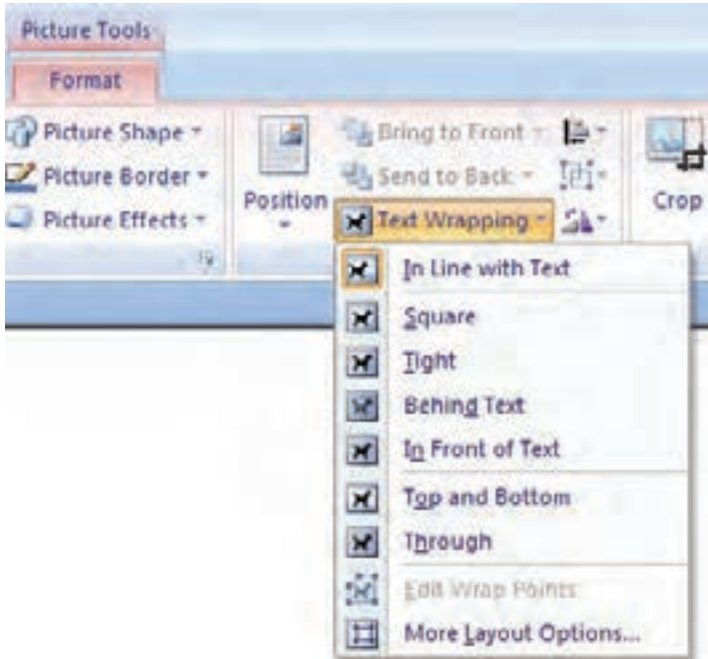 Picture Tools
Format
Picture Shape
Picture Border
Picture Effects
Position
Bring to Front
Send to Back
Text Wrapping
Crop
In Line with Text
Square
Tight
Behind Text
In Front of Text
Top and Bottom
Through
Edit Wrap Points
More Layout Options...